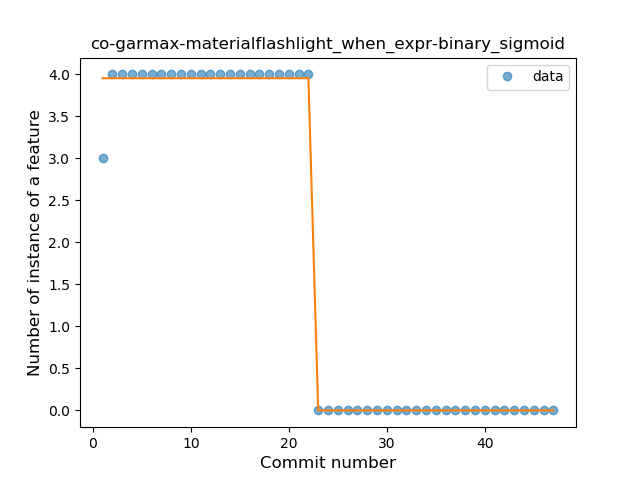 co-garmax-materialflashlight_when_expr-binary_sigmoid
data
Number of instance of a feature
4.0
3.5
3.0
2.5
2.0
1.5
1.0
0.5
0.0
0 10 20 30 40
Commit number